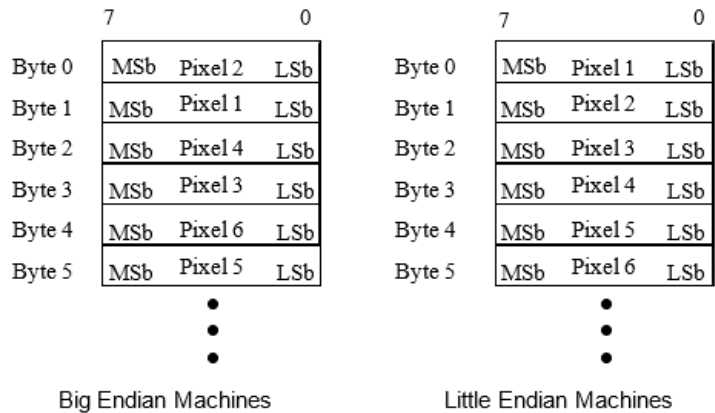 7 0 7 0
Byte 0 MSb Pixel 2 LSb Byte 0 MSb Pixel 1 LSb
Byte 1 MSb Pixel 1 LSb Byte 1 MSb Pixel 2 LSb
Byte 2 MSb Pixel 4 LSb Byte 2 MSb Pixel 3 LSb
Byte 3 MSb Pixel 3 LSb Byte 3 MSb Pixel 4 LSb
Byte 4 MSb Pixel 6 LSb Byte 4 MSb Pixel 5 LSb
Byte 5 MSb Pixel 5 LSb Byte 5 MSb Pixel 6 LSb
Big Endian Machines Little Endian Machines